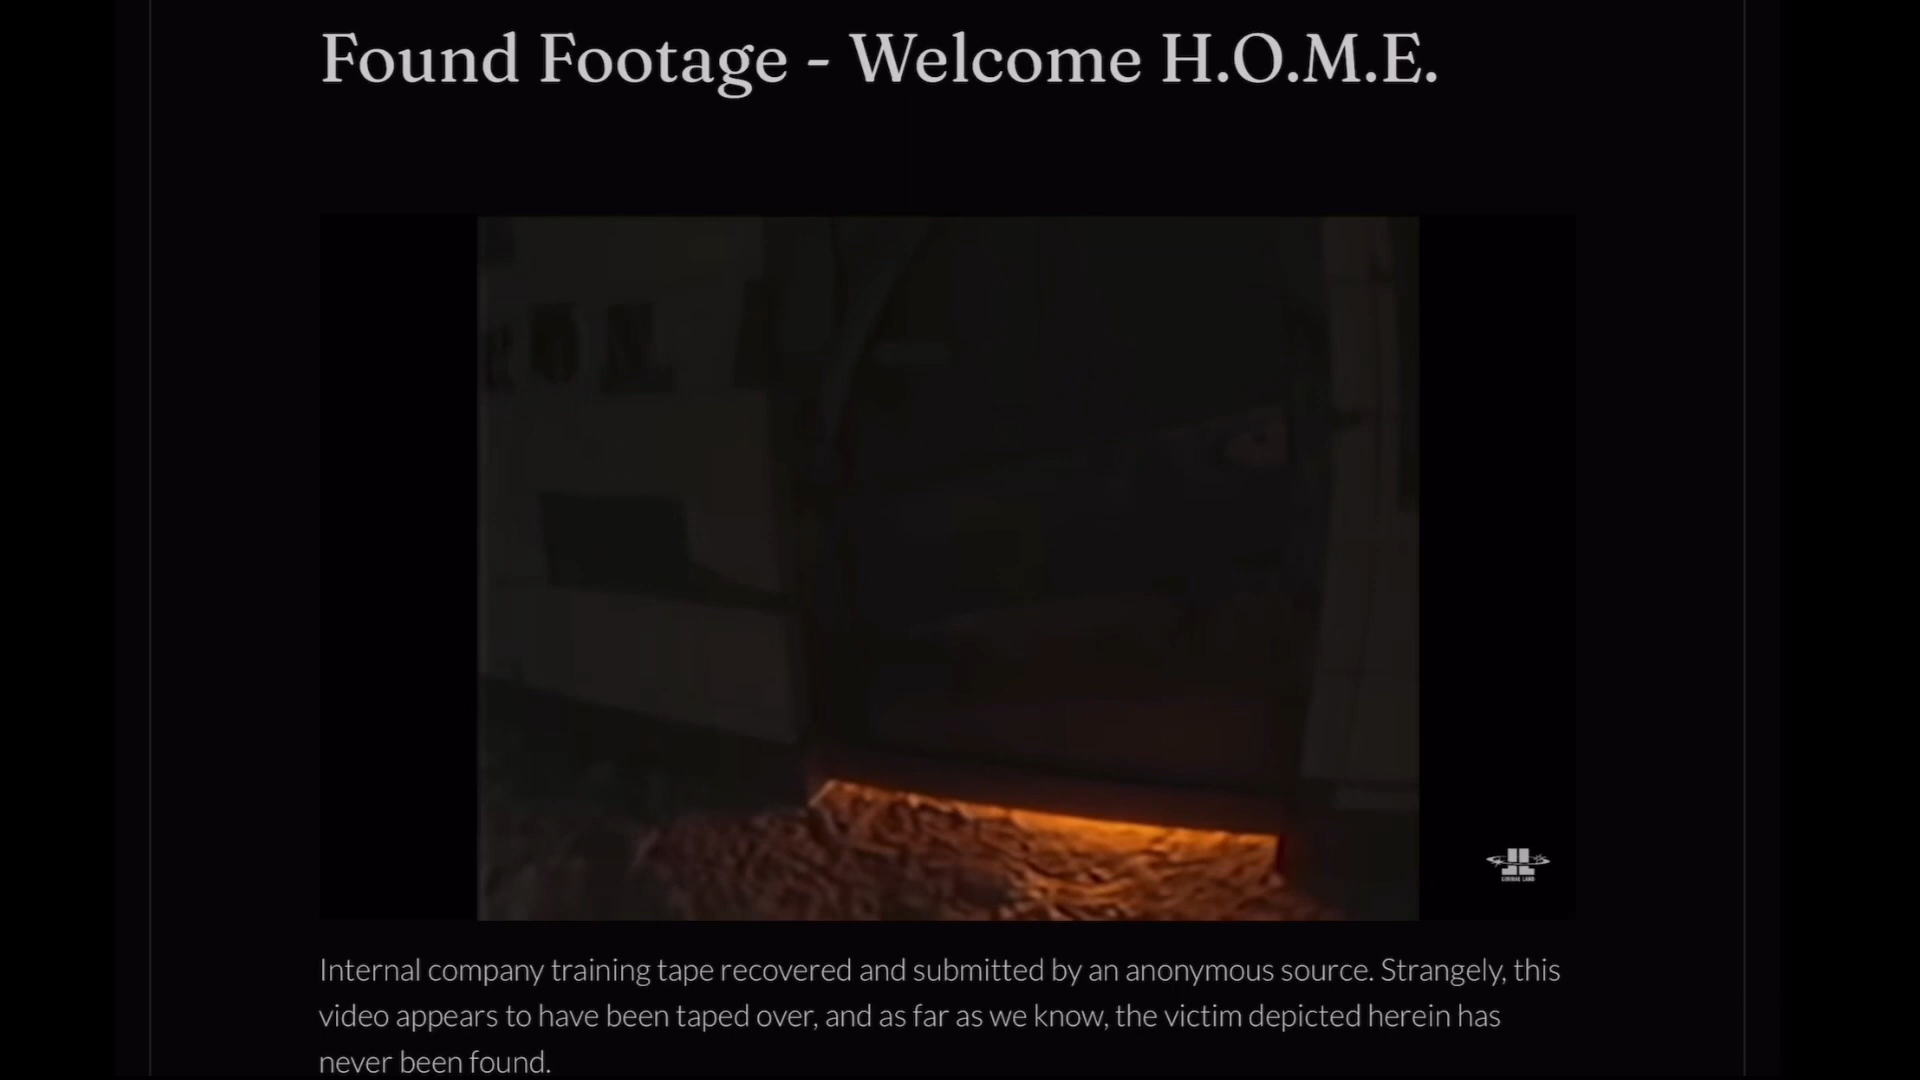 Found Footage - Welcome H.O.M.E.
Internal company training tape recovered and submitted by an anonymous source. Strangely, this
video appears to have been taped over, and as far as we know, the victim depicted herein has
never been found.